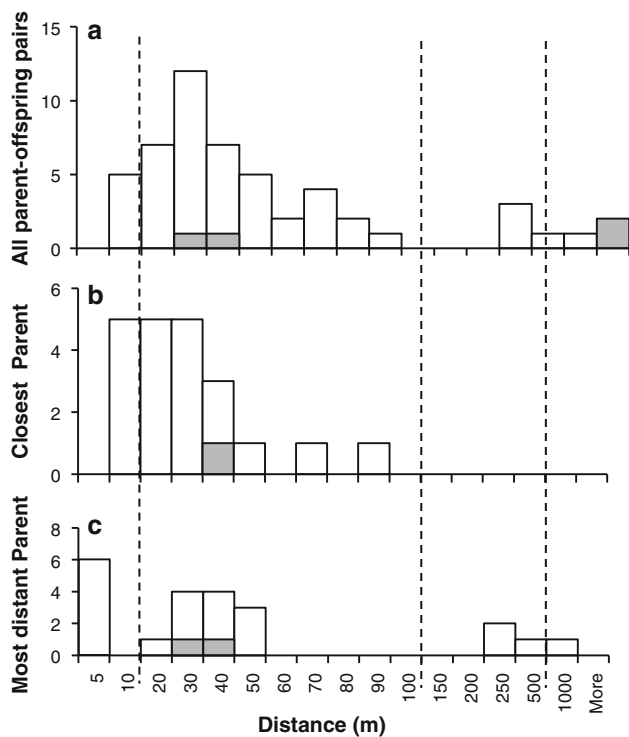 a
All parent-offspring pairs
15
10
5
0
b
Closest Parent
6
4
2
0
c
Most distant Parent
8
6
4
2
0
5 10 20 30 40 50 60 70 80 90 100 150 200 250 500 1000 More
Distance (m)